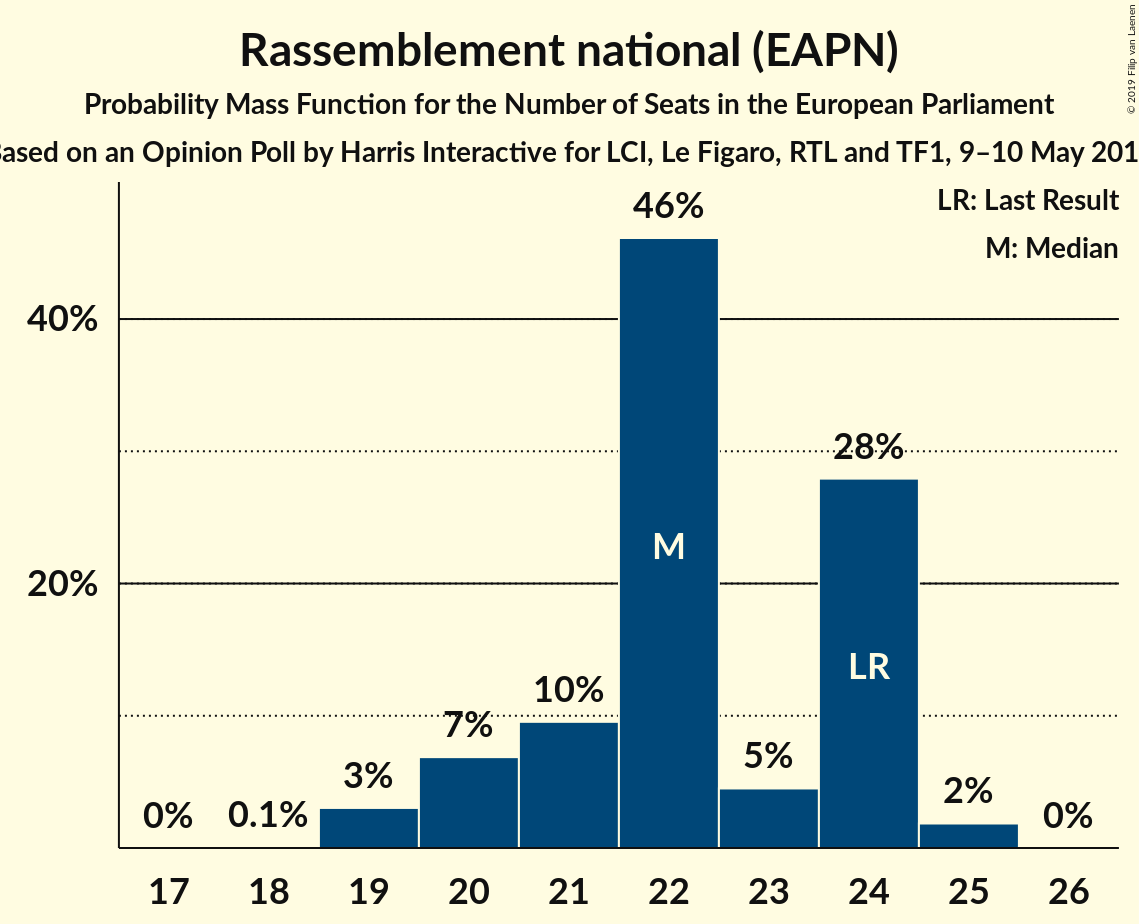 Rassemblement national (EAPN)
Probability Mass Function for the Number of Seats in the European Parliament
Based on an Opinion Poll by Harris Interactive for LCI, Le Figaro, RTL and TF1, 9–10 May 201
© 2019 Filip van Laenen
LR: Last Result
M: Median
40%
20%
0%
0.1%
3%
7%
10%
46%
5%
28%
2%
0%
M
LR
17 18 19 20 21 22 23 24 25 26